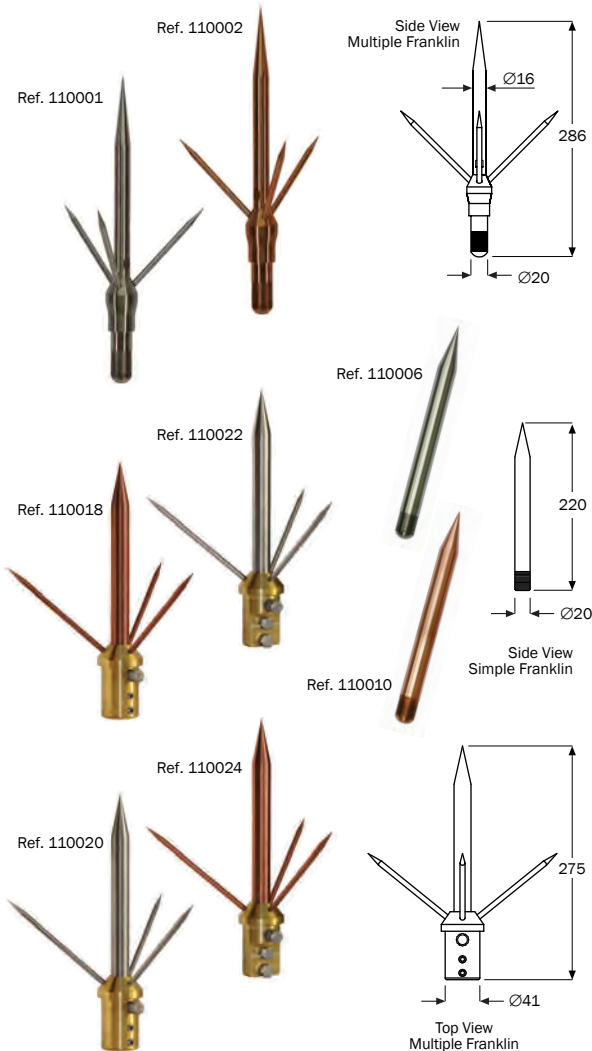 Ref. 110002
Side View
Multiple Franklin
Ø16
Ref. 110001
286
Ø20
Ref. 110006
Ref. 110022
Ref. 110018
220
Ø20
Side View
Simple Franklin
Ref. 110010
Ref. 110024
Ref. 110020
275
Ø41
Top View
Multiple Franklin